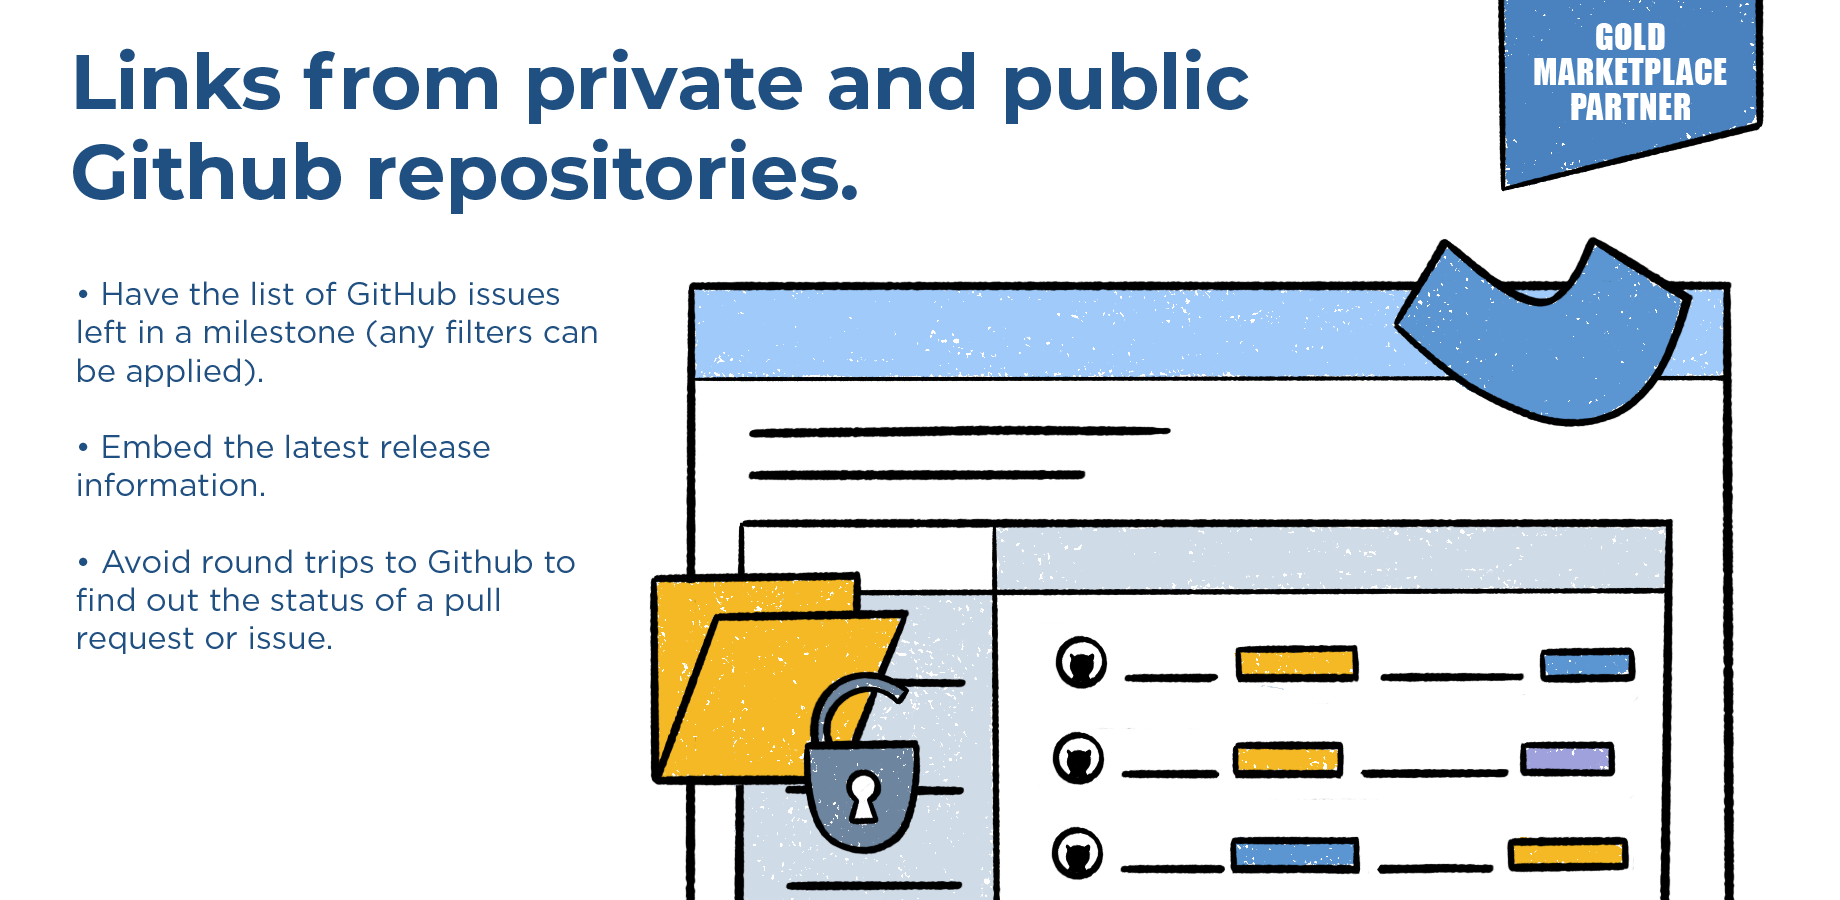 Links from private and public
Github repositories.
GOLD
MARKETPLACE
PARTNER
• Have the list of GitHub issues
left in a milestone (any filters can
be applied).
• Embed the latest release
information.
• Avoid round trips to Github to
find out the status of a pull
request or issue.